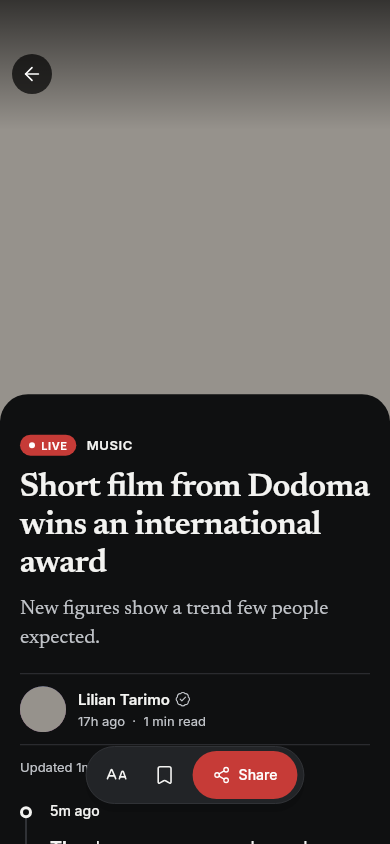 LIVE MUSIC
Short film from Dodoma
wins an international
award
New figures show a trend few people
expected.
Lilian Tarimo
17h ago · 1 min read
Updated
AA Share
5m ago